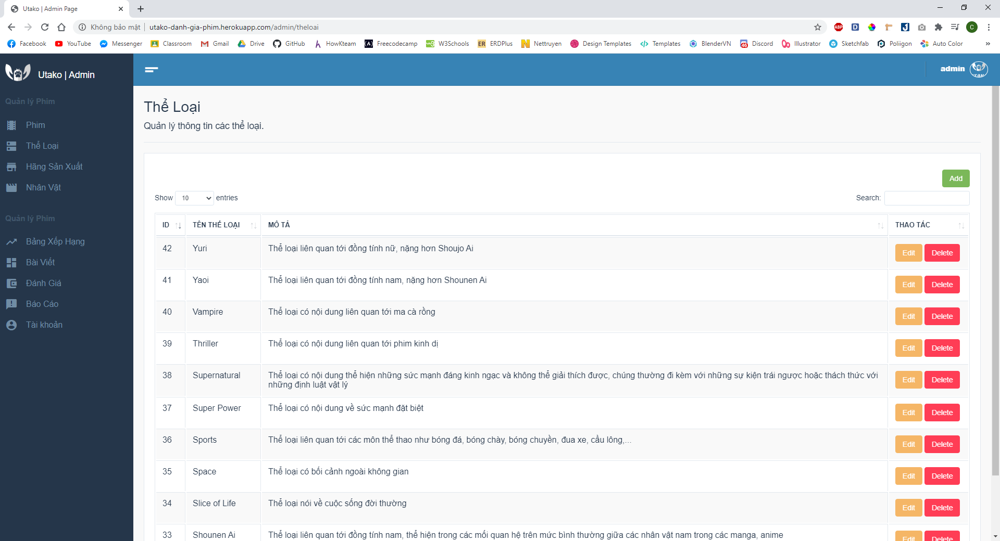 Utako | Admin Page
Không bảo mật utako-danh-gia-phim.herokuapp.com/admin/theloai
ABP D C
Facebook YouTube Messenger Classroom Gmail Drive GitHub HowKteam Freecodecamp W3Schools ERDPlus Nettruyen Design Templates Templates BlenderVN Discord Illustrator Sketchfab Poliigon Auto Color »
Utako | Admin
admin
Quản lý Phim
Phim
Thể Loại
Hãng Sản Xuất
Nhân Vật
Quản lý Phim
Bảng Xếp Hạng
Bài Viết
Đánh Giá
Báo Cáo
Tài khoản
Thể Loại
Quản lý thông tin các thể loại.
Add
Show 10 entries
Search:
ID TÊN THỂ LOẠI MÔ TẢ THAO TÁC
42 Yuri Thể loại liên quan tới đồng tính nữ, nặng hơn Shoujo Ai Edit Delete
41 Yaoi Thể loại liên quan tới đồng tính nam, nặng hơn Shounen Ai Edit Delete
40 Vampire Thể loại có nội dung liên quan tới ma cà rồng Edit Delete
39 Thriller Thể loại có nội dung liên quan tới phim kinh dị Edit Delete
38 Supernatural Thể loại có nội dung thể hiện những sức mạnh đáng kinh ngạc và không thể giải thích được, chúng thường đi kèm với những sự kiện trái ngược hoặc thách thức với Edit Delete
những định luật vật lý
37 Super Power Thể loại có nội dung về sức mạnh đặt biệt Edit Delete
36 Sports Thể loại liên quan tới các môn thể thao như bóng đá, bóng chày, bóng chuyền, đua xe, cầu lông,... Edit Delete
35 Space Thể loại có bối cảnh ngoài không gian Edit Delete
34 Slice of Life Thể loại nói về cuộc sống đời thường Edit Delete
33 Shounen Ai Thể loại liên quan tới đồng tính nam, thể hiện trong các mối quan hệ trên mức bình thường giữa các nhân vật nam trong các manga, anime Edit Delete